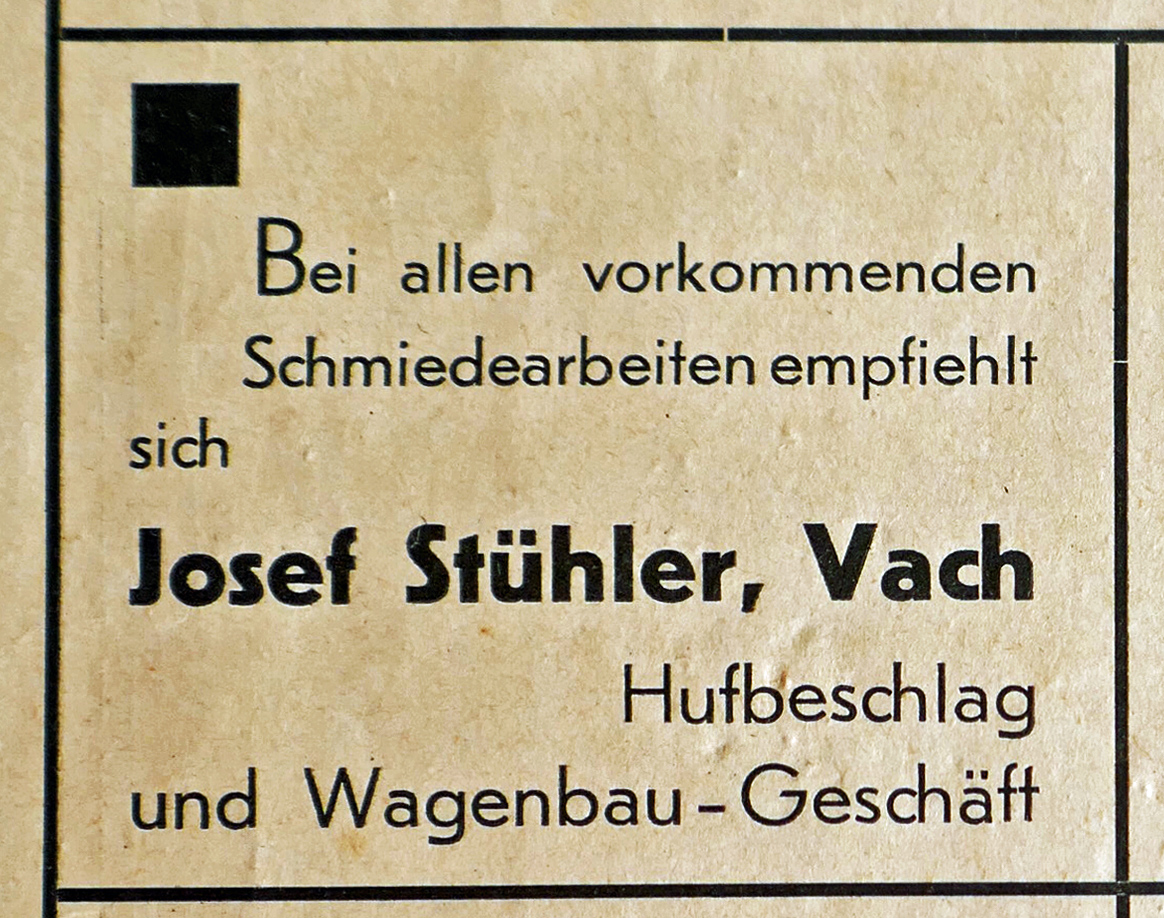 Bei allen vorkommenden
Schmiedearbeiten empfiehlt
sich
Josef Stühler, Vach
Hufbeschlag
und Wagenbau-Geschäft